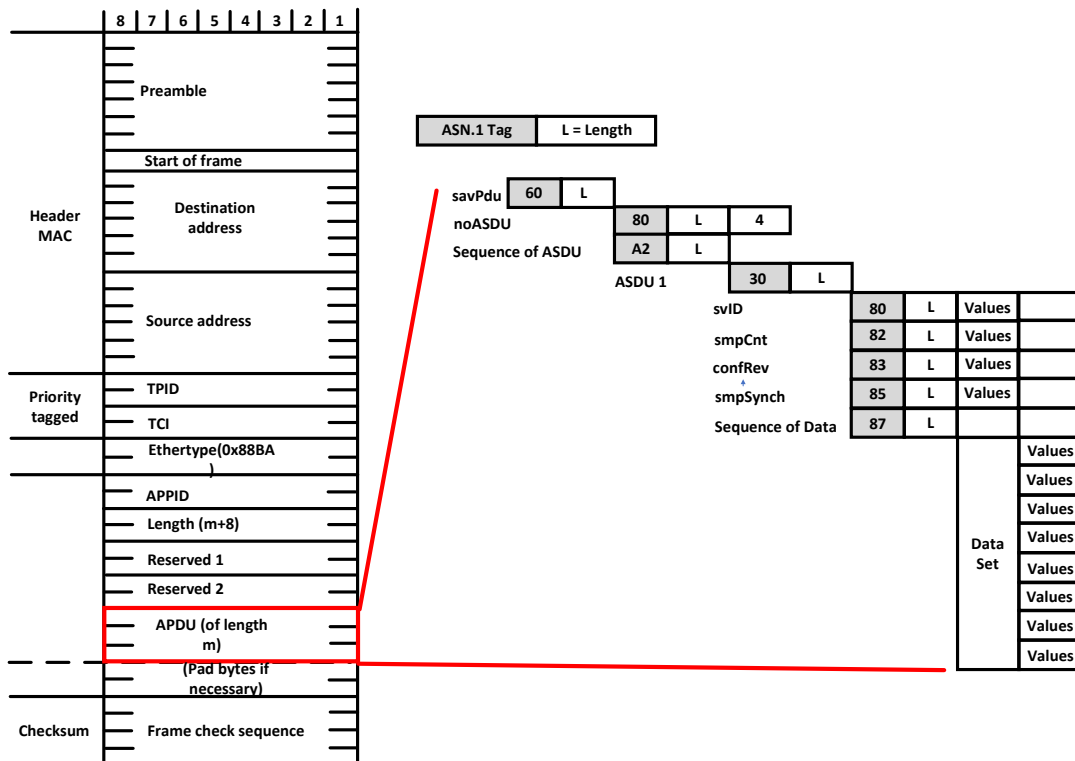 8 7 6 5 4 3 2 1
Preamble
Start of frame
Header
MAC
Destination
address
Source address
Priority
tagged
TPID
TCI
Ethertype(0x88BA
)
APPID
Length (m+8)
Reserved 1
Reserved 2
APDU (of length
m)
(Pad bytes if
necessary)
Checksum
Frame check sequence
ASN.1 Tag L = Length
savPdu 60 L
noASDU 80 L 4
Sequence of ASDU A2 L
ASDU 1 30 L
svID 80 L Values
smpCnt 82 L Values
confRev 83 L Values
smpSynch 85 L Values
Sequence of Data 87 L
Data
Set
Values
Values
Values
Values
Values
Values
Values
Values